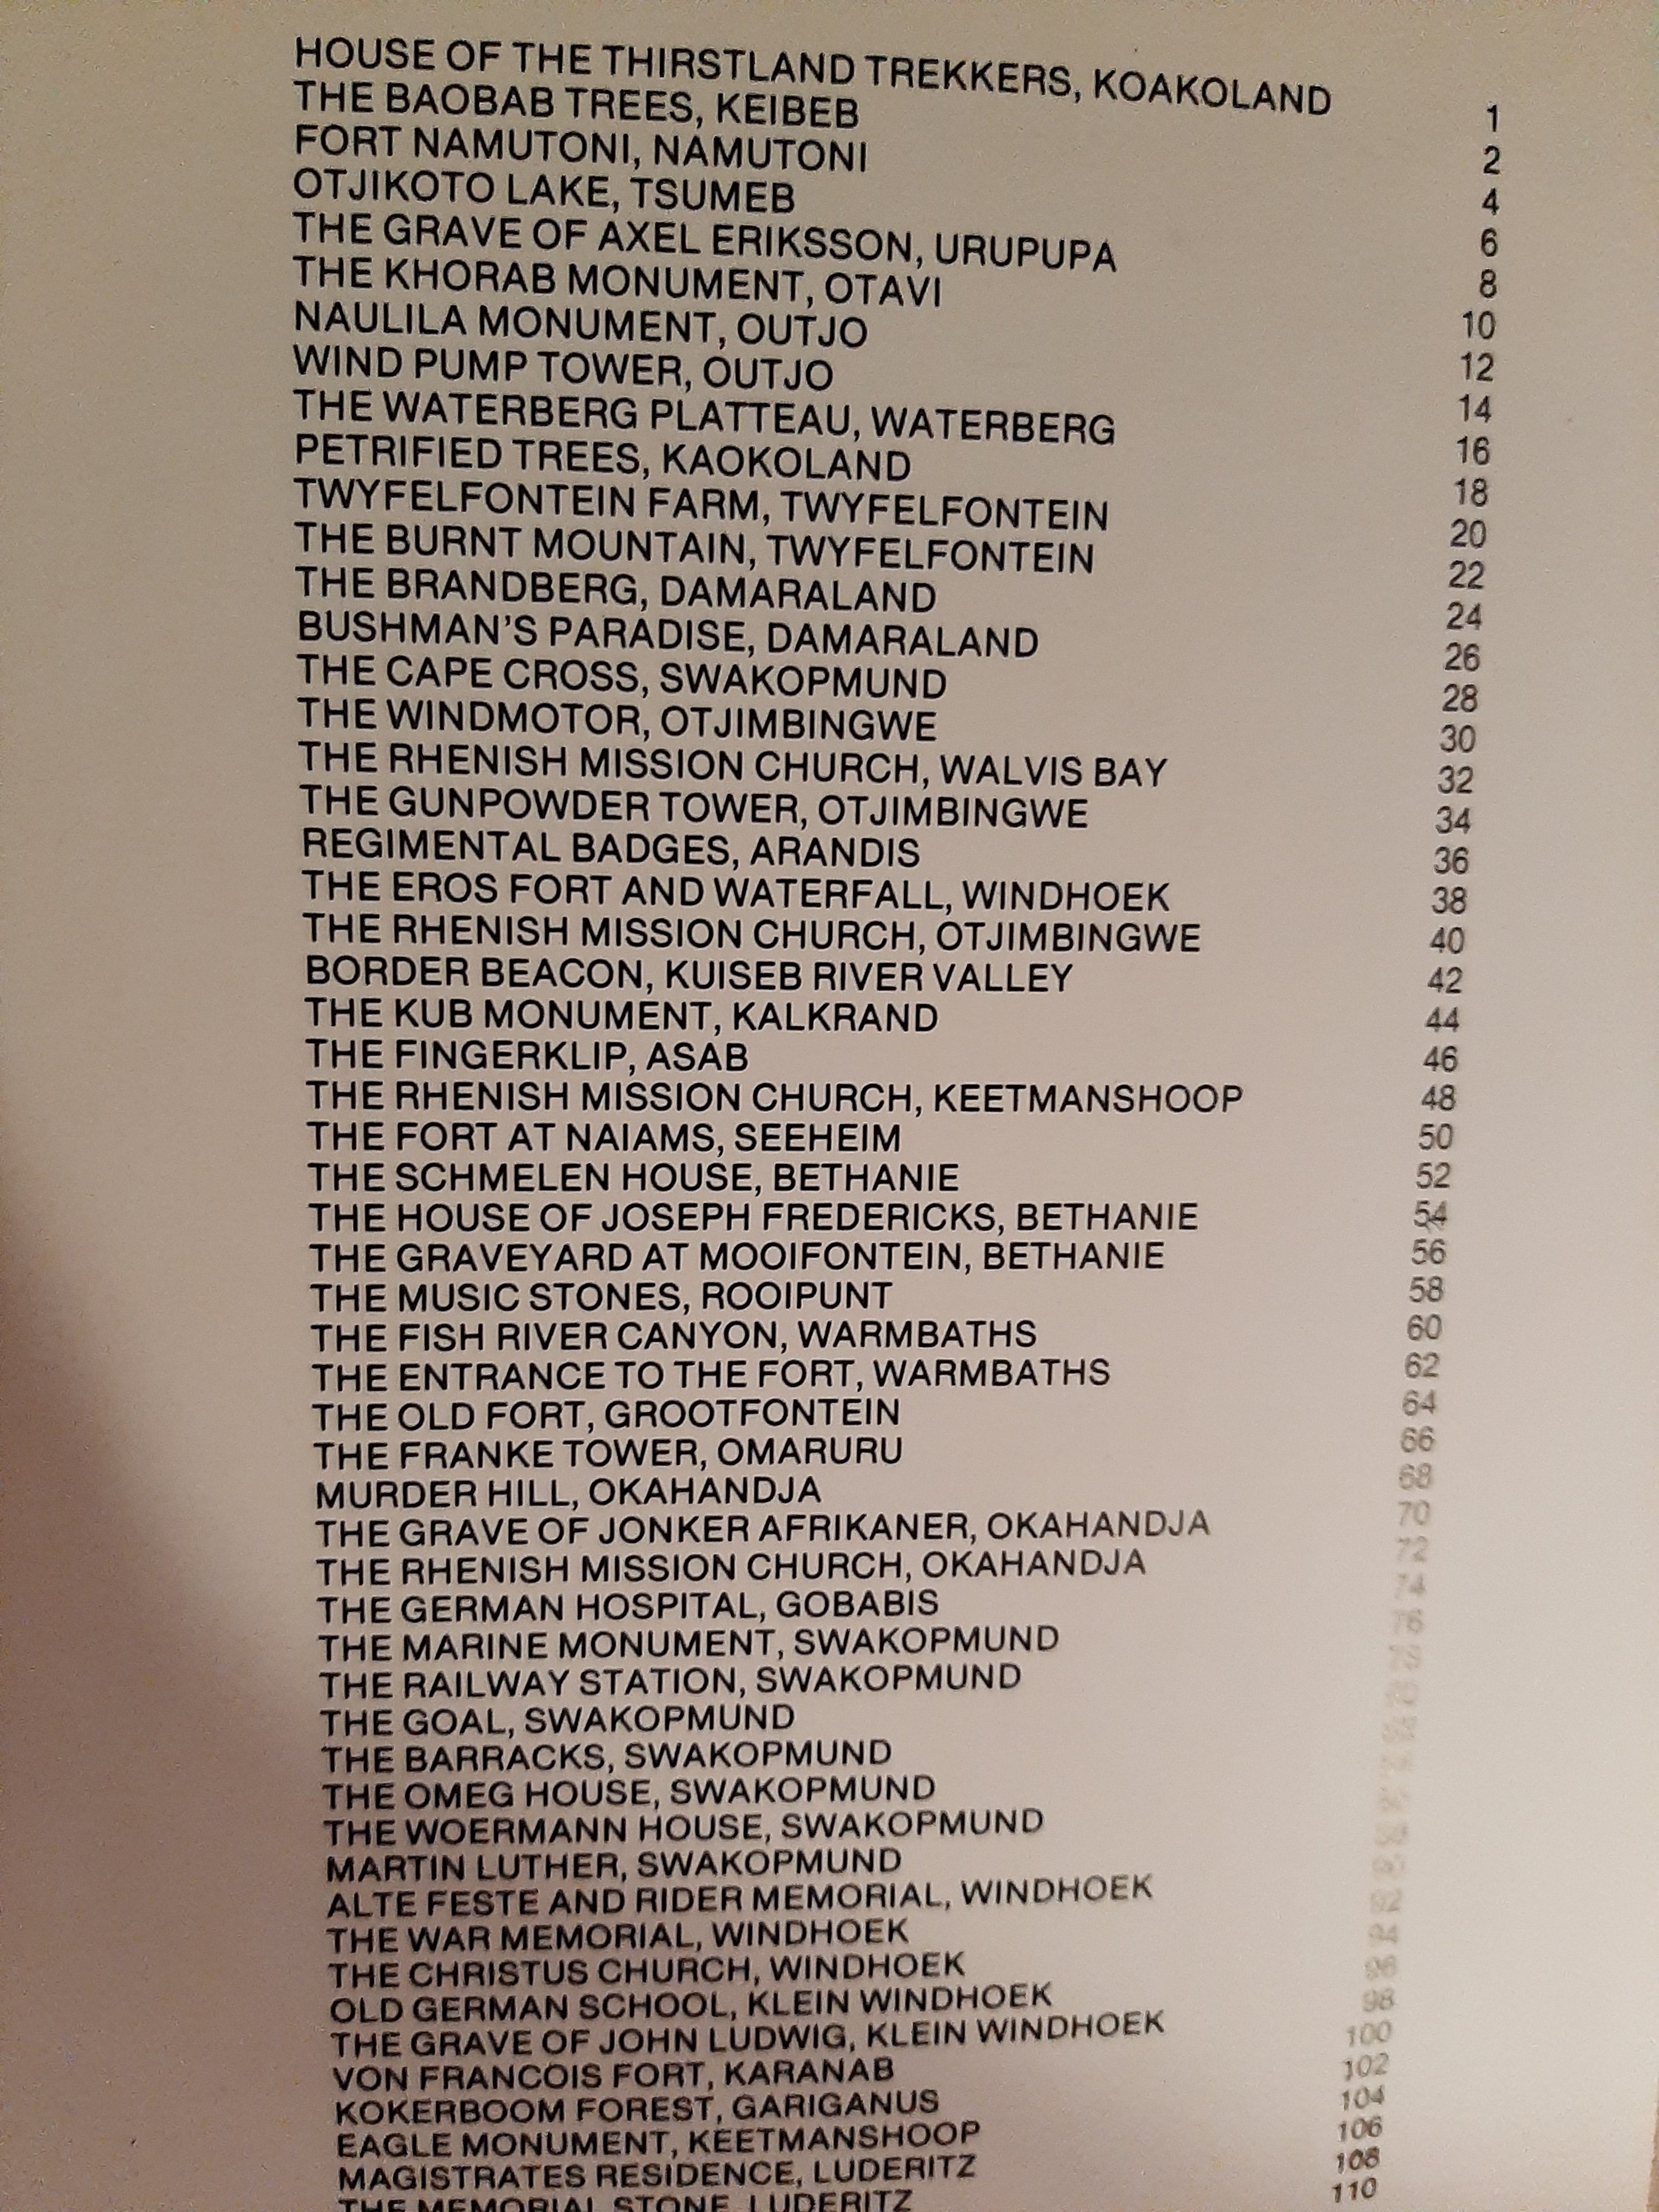 HOUSE OF THE THIRSTLAND TREKKERS, KOAKOLAND 1
THE BAOBAB TREES, KEIBEB 2
FORT NAMUTONI, NAMUTONI 4
OTJIKOTO LAKE, TSUMEB 6
THE GRAVE OF AXEL ERIKSSON, URUPUPA 8
THE KHORAB MONUMENT, OTAVI 10
NAULILA MONUMENT, OUTJO 12
WIND PUMP TOWER, OUTJO 14
THE WATERBERG PLATTEAU, WATERBERG 16
PETRIFIED TREES, KAOKOLAND 18
TWYFELFONTEIN FARM, TWYFELFONTEIN 20
THE BURNT MOUNTAIN, TWYFELFONTEIN 22
THE BRANDBERG, DAMARALAND 24
BUSHMAN'S PARADISE, DAMARALAND 26
THE CAPE CROSS, SWAKOPMUND 28
THE WINDMOTOR, OTJIMBINGWE 30
THE RHENISH MISSION CHURCH, WALVIS BAY 32
THE GUNPOWDER TOWER, OTJIMBINGWE 34
REGIMENTAL BADGES, ARANDIS 36
THE EROS FORT AND WATERFALL, WINDHOEK 38
THE RHENISH MISSION CHURCH, OTJIMBINGWE 40
BORDER BEACON, KUISEB RIVER VALLEY 42
THE KUB MONUMENT, KALKRAND 44
THE FINGERKLIP, ASAB 46
THE RHENISH MISSION CHURCH, KEETMANSHOOP 48
THE FORT AT NAIAMS, SEEHEIM 50
THE SCHMELEN HOUSE, BETHANIE 52
THE HOUSE OF JOSEPH FREDERICKS, BETHANIE 54
THE GRAVEYARD AT MOOIFONTEIN, BETHANIE 56
THE MUSIC STONES, ROOIPUNT 58
THE FISH RIVER CANYON, WARMBATHS 60
THE ENTRANCE TO THE FORT, WARMBATHS 62
THE OLD FORT, GROOTFONTEIN 64
THE FRANKE TOWER, OMARURU 66
MURDER HILL, OKAHANDJA 68
THE GRAVE OF JONKER AFRIKANER, OKAHANDJA 70
THE RHENISH MISSION CHURCH, OKAHANDJA 72
THE GERMAN HOSPITAL, GOBABIS 74
THE MARINE MONUMENT, SWAKOPMUND 76
THE RAILWAY STATION, SWAKOPMUND
THE GOAL, SWAKOPMUND
THE BARRACKS, SWAKOPMUND
THE OMEG HOUSE, SWAKOPMUND
THE WOERMANN HOUSE, SWAKOPMUND
MARTIN LUTHER, SWAKOPMUND
ALTE FESTE AND RIDER MEMORIAL, WINDHOEK
THE WAR MEMORIAL, WINDHOEK 92
THE CHRISTUS CHURCH, WINDHOEK 94
OLD GERMAN SCHOOL, KLEIN WINDHOEK 96
THE GRAVE OF JOHN LUDWIG, KLEIN WINDHOEK 98
VON FRANCOIS FORT, KARANAB 100
KOKERBOOM FOREST, GARIGANUS 102
EAGLE MONUMENT, KEETMANSHOOP 104
MAGISTRATES RESIDENCE, LUDERITZ 106
THE MEMORIAL STONE, LUDERITZ 108
110